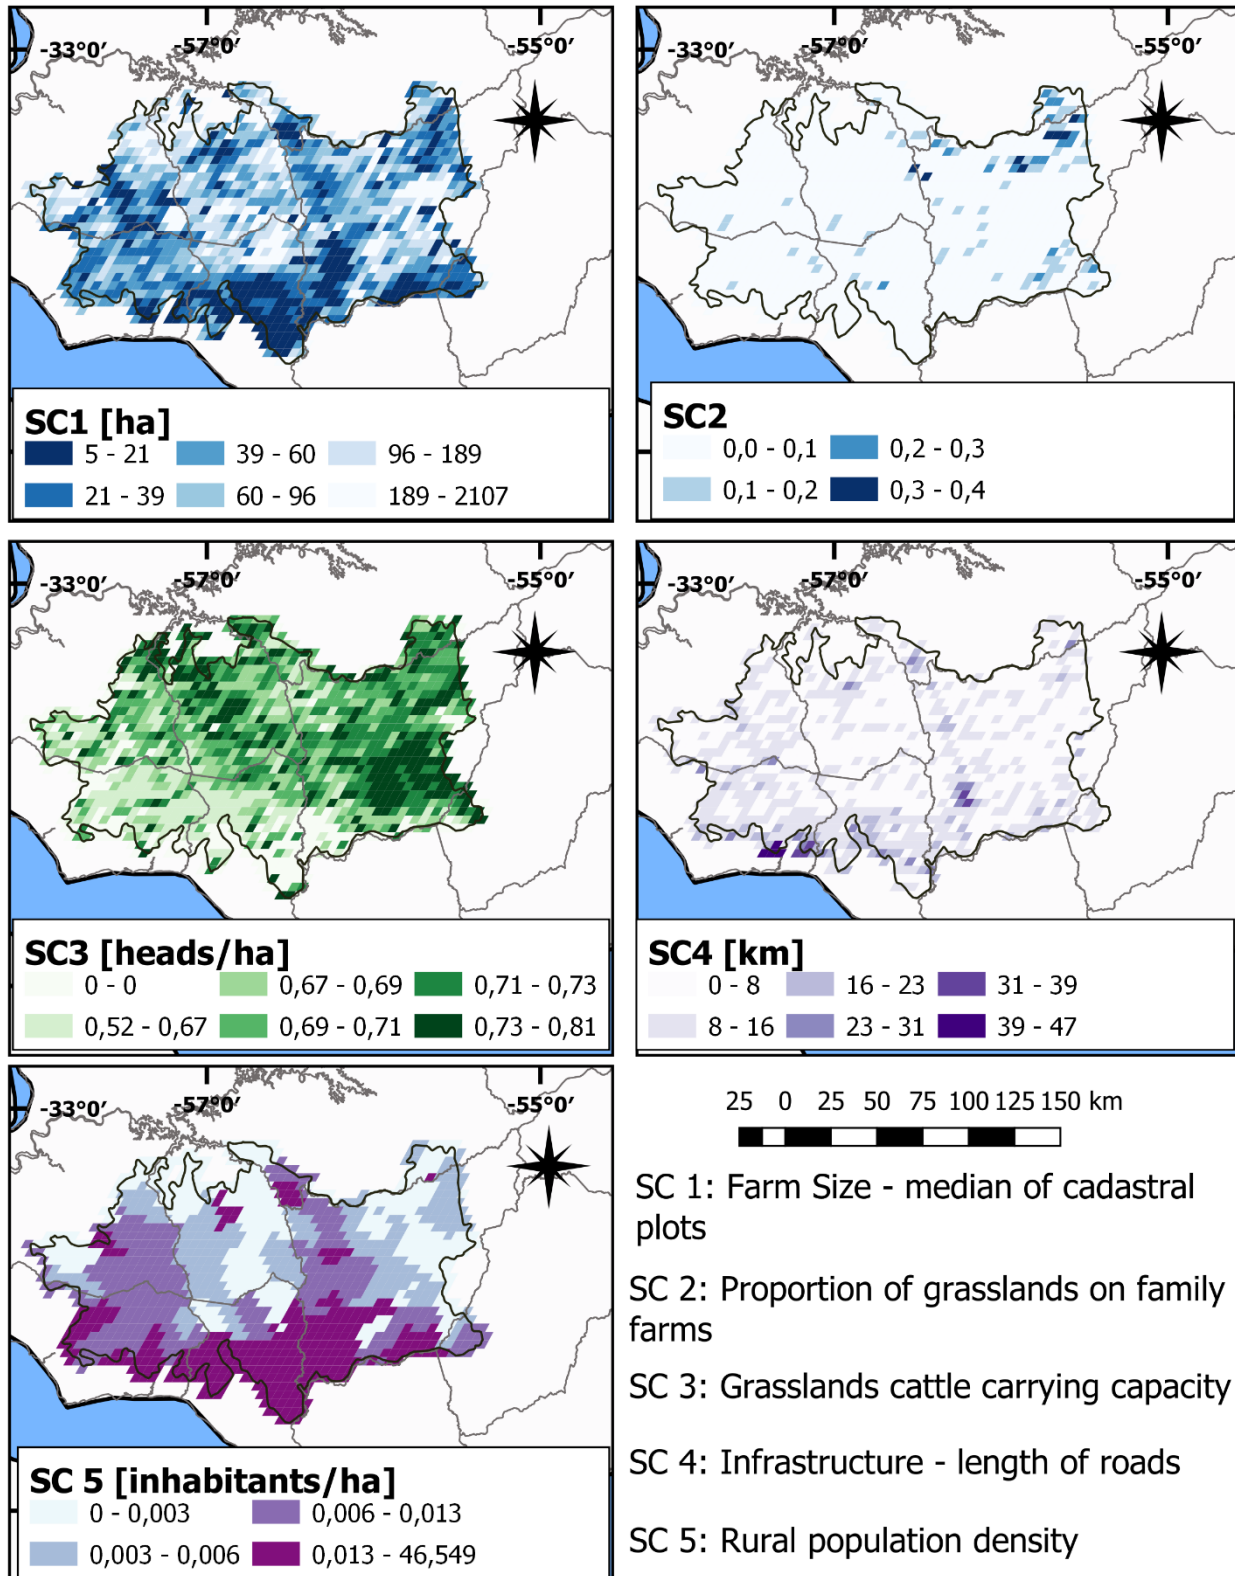 -33°0′ -57°0′ -55°0′
SC1 [ha]
5 - 21 39 - 60 96 - 189
21 - 39 60 - 96 189 - 2107
-33°0′ -57°0′ -55°0′
SC2
0,0 - 0,1 0,2 - 0,3
0,1 - 0,2 0,3 - 0,4
-33°0′ -57°0′ -55°0′
SC3 [heads/ha]
0 - 0 0,67 - 0,69 0,71 - 0,73
0,52 - 0,67 0,69 - 0,71 0,73 - 0,81
-33°0′ -57°0′ -55°0′
SC4 [km]
0 - 8 16 - 23 31 - 39
8 - 16 23 - 31 39 - 47
-33°0′ -57°0′ -55°0′
SC 5 [inhabitants/ha]
0 - 0,003 0,006 - 0,013
0,003 - 0,006 0,013 - 46,549
25 0 25 50 75 100 125 150 km
SC 1: Farm Size - median of cadastral
plots
SC 2: Proportion of grasslands on family
farms
SC 3: Grasslands cattle carrying capacity
SC 4: Infrastructure - length of roads
SC 5: Rural population density